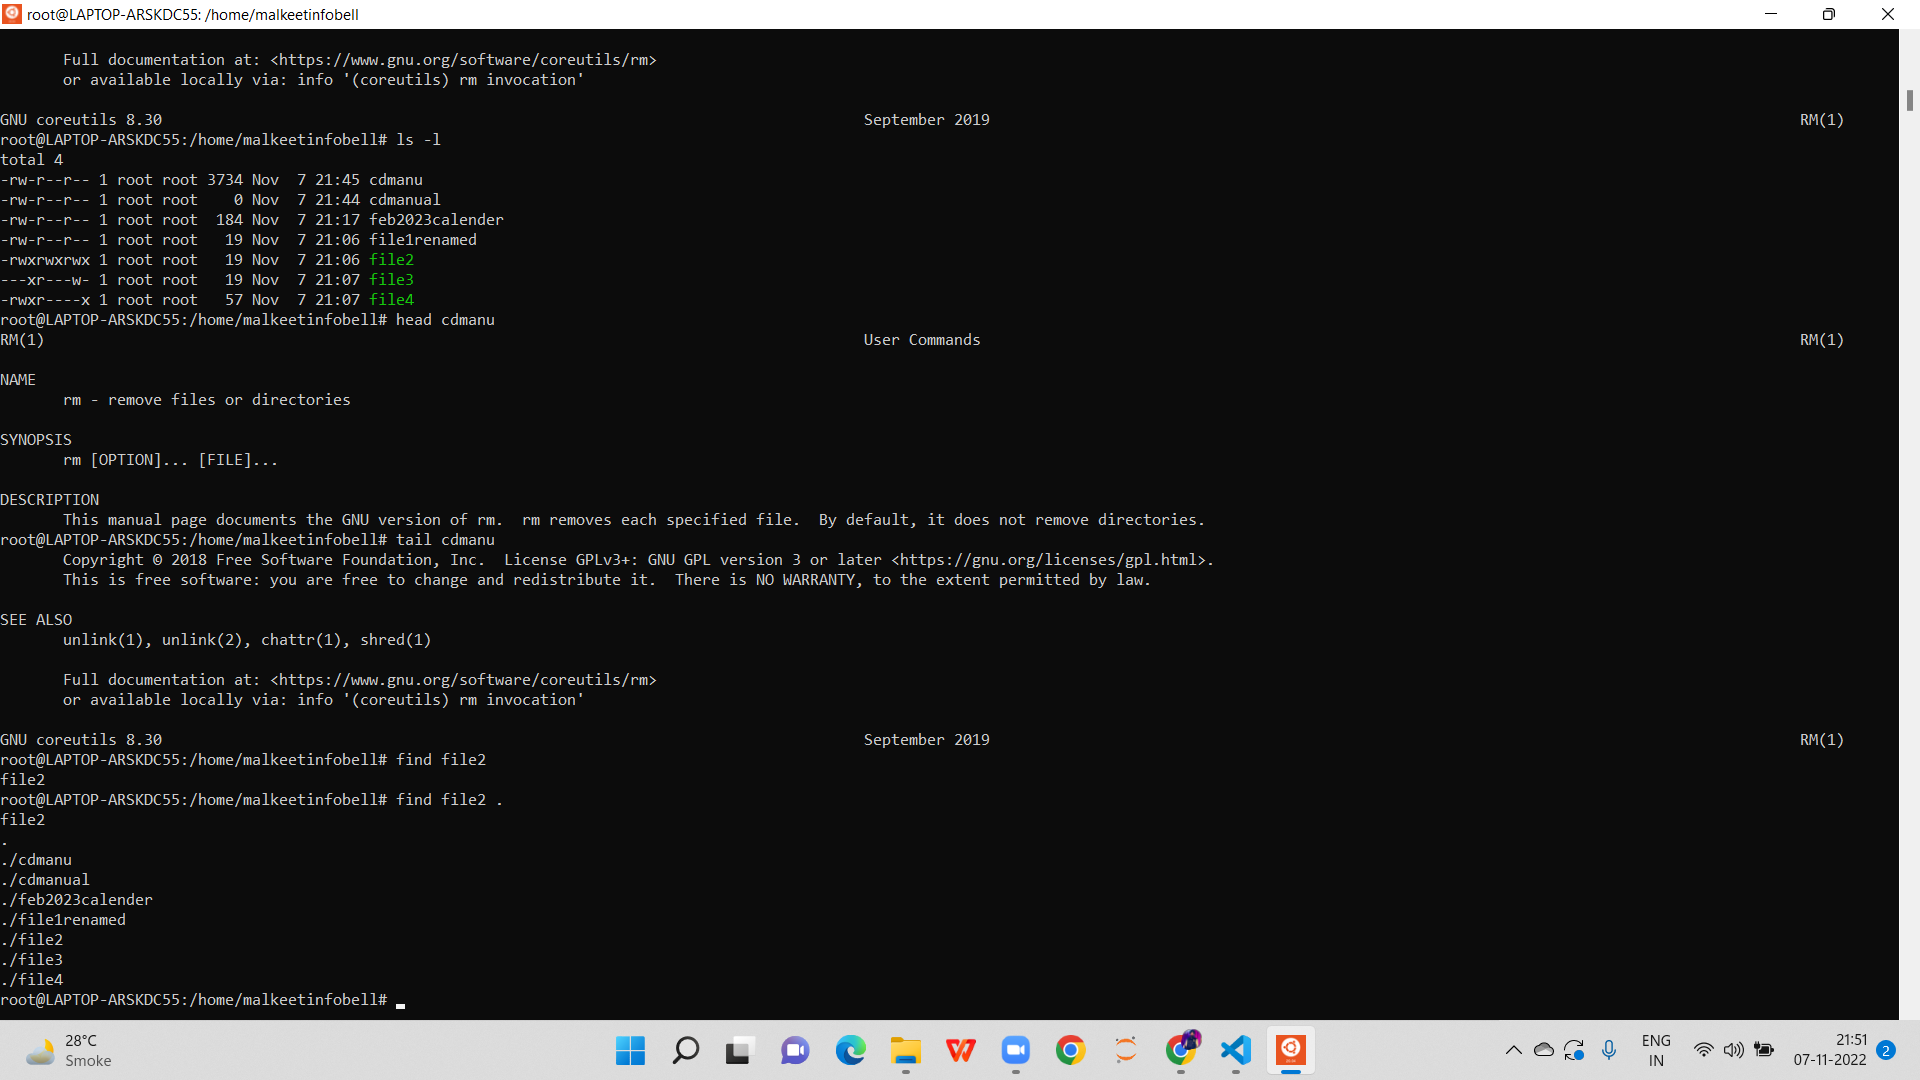 root@LAPTOP-ARSKDC55: /home/malkeetinfobell
Full documentation at: <https://www.gnu.org/software/coreutils/rm>
or available locally via: info '(coreutils) rm invocation'
GNU coreutils 8.30 September 2019 RM(1)
root@LAPTOP-ARSKDC55:/home/malkeetinfobell# ls -l
total 4
-rw-r--r-- 1 root root 3734 Nov  7 21:45 cdmanu
-rw-r--r-- 1 root root    0 Nov  7 21:44 cdmanual
-rw-r--r-- 1 root root  184 Nov  7 21:17 feb2023calender
-rw-r--r-- 1 root root   19 Nov  7 21:06 file1renamed
-rwxrwxrwx 1 root root   19 Nov  7 21:06 file2
---xr---w- 1 root root   19 Nov  7 21:07 file3
-rwxr----x 1 root root   57 Nov  7 21:07 file4
root@LAPTOP-ARSKDC55:/home/malkeetinfobell# head cdmanu
RM(1) User Commands RM(1)
NAME
rm - remove files or directories
SYNOPSIS
rm [OPTION]... [FILE]...
DESCRIPTION
This manual page documents the GNU version of rm.  rm removes each specified file.  By default, it does not remove directories.
root@LAPTOP-ARSKDC55:/home/malkeetinfobell# tail cdmanu
Copyright © 2018 Free Software Foundation, Inc.  License GPLv3+: GNU GPL version 3 or later <https://gnu.org/licenses/gpl.html>.
This is free software: you are free to change and redistribute it.  There is NO WARRANTY, to the extent permitted by law.
SEE ALSO
unlink(1), unlink(2), chattr(1), shred(1)
Full documentation at: <https://www.gnu.org/software/coreutils/rm>
or available locally via: info '(coreutils) rm invocation'
GNU coreutils 8.30 September 2019 RM(1)
root@LAPTOP-ARSKDC55:/home/malkeetinfobell# find file2
file2
root@LAPTOP-ARSKDC55:/home/malkeetinfobell# find file2 .
file2
.
./cdmanu
./cdmanual
./feb2023calender
./file1renamed
./file2
./file3
./file4
root@LAPTOP-ARSKDC55:/home/malkeetinfobell#
28°C
Smoke
ENG
IN
21:51
07-11-2022
2